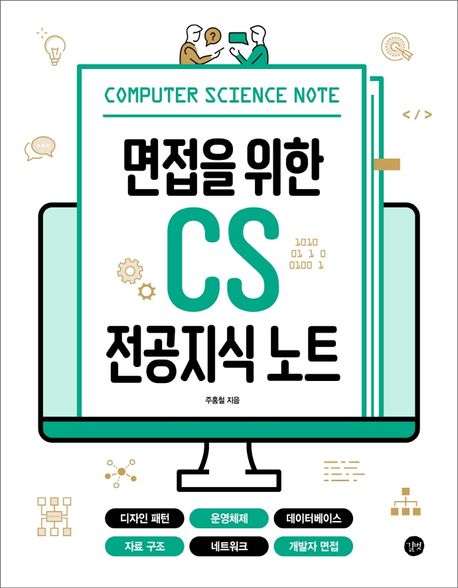 ?
COMPUTER SCIENCE NOTE
</>
면접을 위한
CS
1010
01 1 0
0100 1
전공지식 노트
주홍철 지음
디자인 패턴 운영체제 데이터베이스
자료 구조 네트워크 개발자 면접
길벗